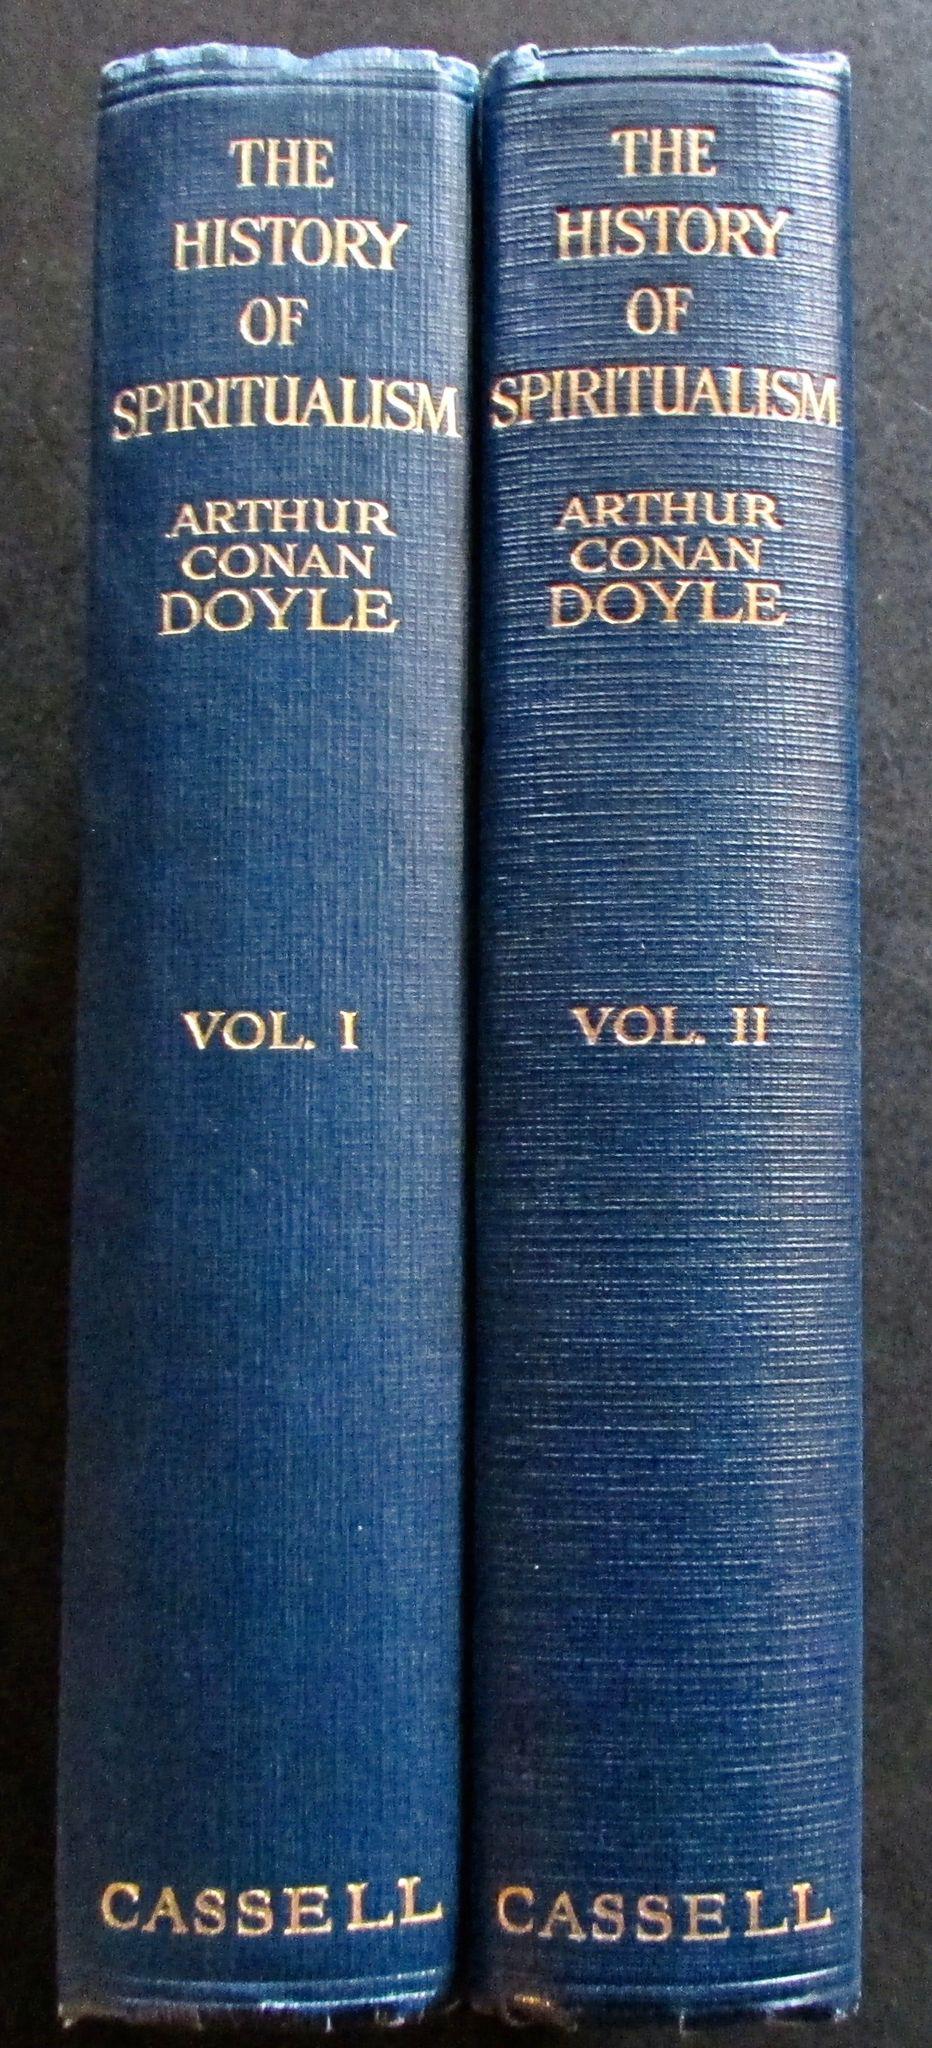 THE
HISTORY
OF
SPIRITUALISM
ARTHUR
CONAN
DOYLE
VOL. I
CASSELL
THE
HISTORY
OF
SPIRITUALISM
ARTHUR
CONAN
DOYLE
VOL. II
CASSELL